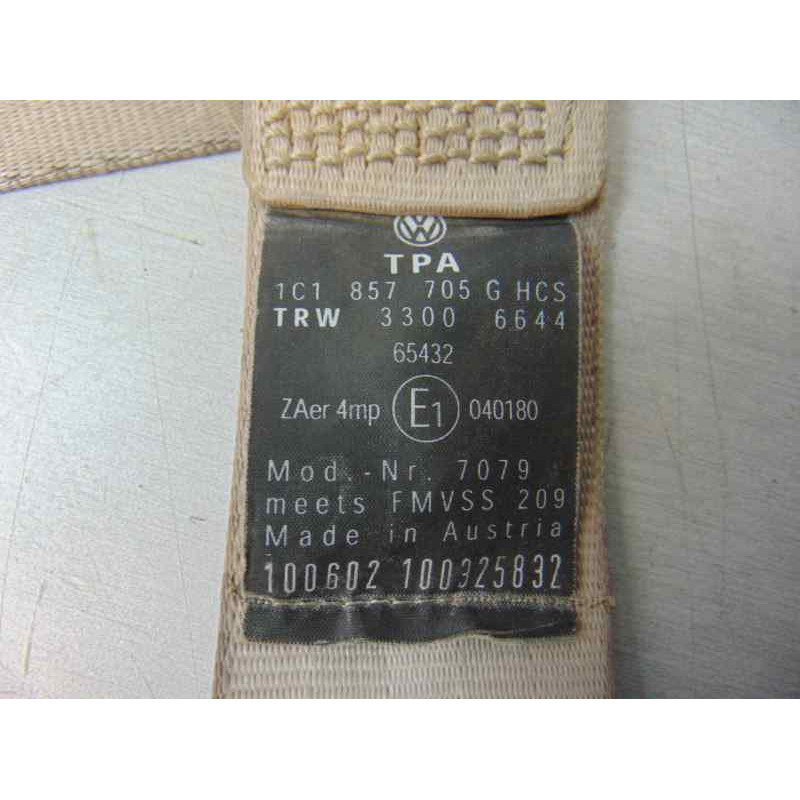 TPA
1C1 857 705 G HCS
TRW 3300 6644
65432
ZAer 4mp E1 040180
Mod.-Nr. 7079
meets FMVSS 209
Made in Austria
100602 100325832